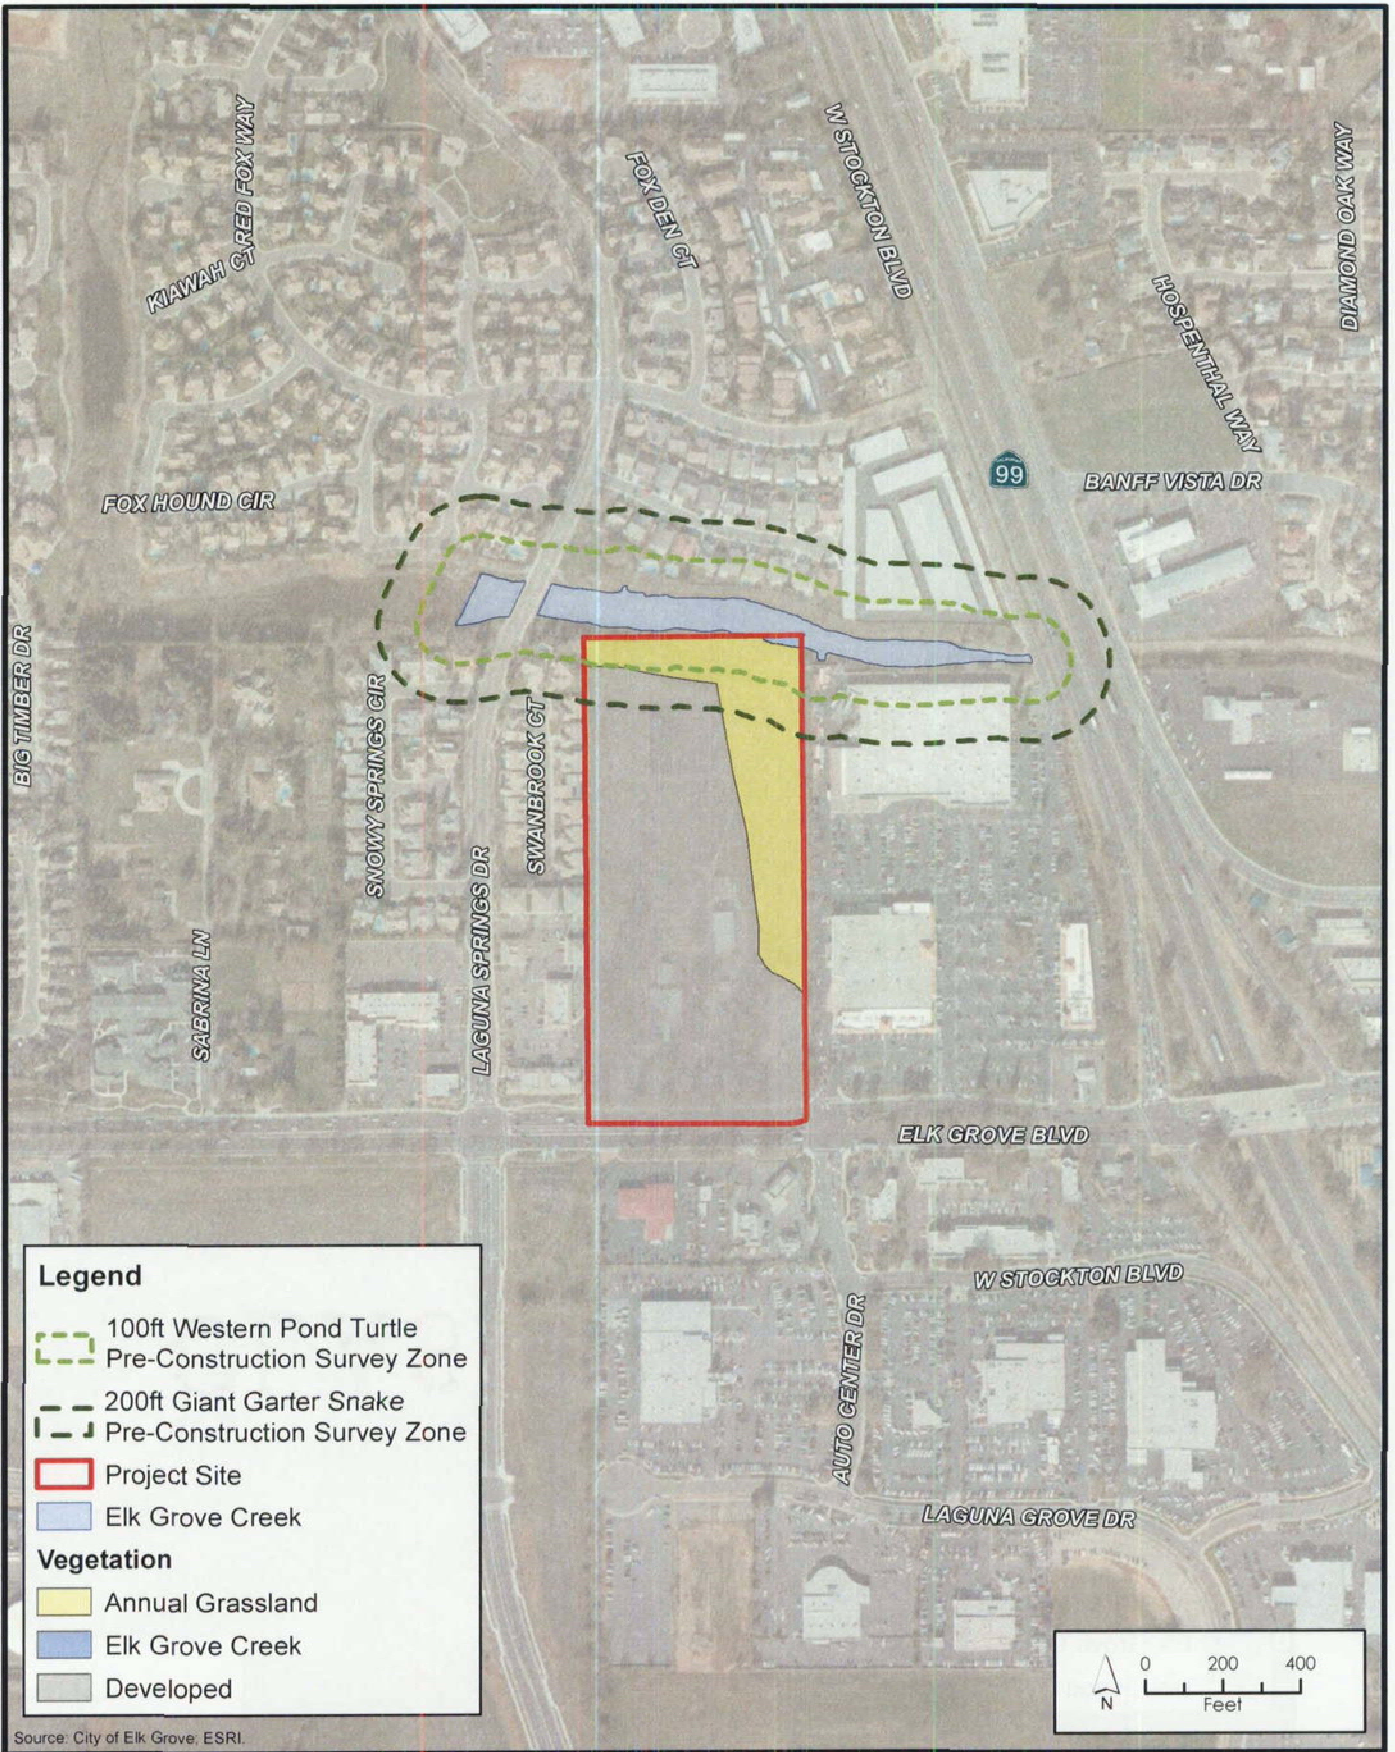 KIAWAH CT
RED FOX WAY
FOX DEN CT
W STOCKTON BLVD
DIAMOND OAK WAY
HOSPENTHAL WAY
99
BANFF VISTA DR
FOX HOUND CIR
BIG TIMBER DR
SNOWY SPRINGS CIR
SWANBROOK CT
LAGUNA SPRINGS DR
SABRINA LN
ELK GROVE BLVD
W STOCKTON BLVD
AUTO CENTER DR
LAGUNA GROVE DR
Legend
100ft Western Pond Turtle
Pre-Construction Survey Zone
200ft Giant Garter Snake
Pre-Construction Survey Zone
Project Site
Elk Grove Creek
Vegetation
Annual Grassland
Elk Grove Creek
Developed
0 200 400
Feet
N
Source: City of Elk Grove, ESRI.